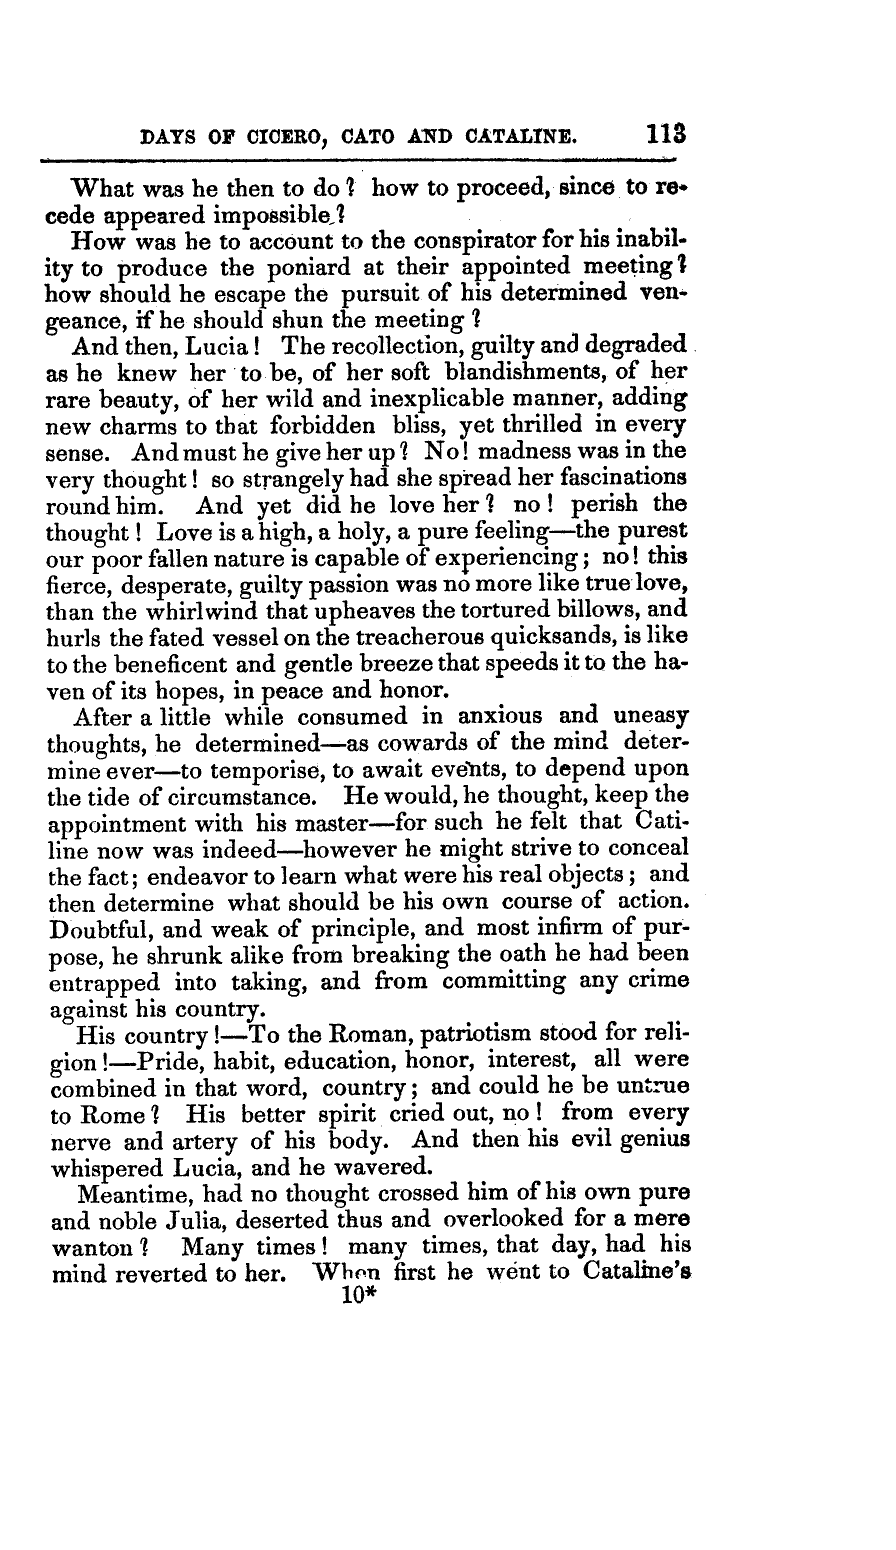 DAYS OF CICERO, CATO AND CATALINE. 113
What was he then to do? how to proceed, since to re-
cede appeared impossible?
How was he to account to the conspirator for his inabil-
ity to produce the poniard at their appointed meeting?
how should he escape the pursuit of his determined ven-
geance, if he should shun the meeting?
And then, Lucia! The recollection, guilty and degraded
as he knew her to be, of her soft blandishments, of her
rare beauty, of her wild and inexplicable manner, adding
new charms to that forbidden bliss, yet thrilled in every
sense. And must he give her up? No! madness was in the
very thought! so strangely had she spread her fascinations
round him. And yet did he love her? no! perish the
thought! Love is a high, a holy, a pure feeling—the purest
our poor fallen nature is capable of experiencing; no! this
fierce, desperate, guilty passion was no more like true love,
than the whirlwind that upheaves the tortured billows, and
hurls the fated vessel on the treacherous quicksands, is like
to the beneficent and gentle breeze that speeds it to the ha-
ven of its hopes, in peace and honor.
After a little while consumed in anxious and uneasy
thoughts, he determined—as cowards of the mind deter-
mine ever—to temporise, to await events, to depend upon
the tide of circumstance. He would, he thought, keep the
appointment with his master—for such he felt that Cati-
line now was indeed—however he might strive to conceal
the fact; endeavor to learn what were his real objects; and
then determine what should be his own course of action.
Doubtful, and weak of principle, and most infirm of pur-
pose, he shrunk alike from breaking the oath he had been
entrapped into taking, and from committing any crime
against his country.
His country!—To the Roman, patriotism stood for reli-
gion!—Pride, habit, education, honor, interest, all were
combined in that word, country; and could he be untrue
to Rome? His better spirit cried out, no! from every
nerve and artery of his body. And then his evil genius
whispered Lucia, and he wavered.
Meantime, had no thought crossed him of his own pure
and noble Julia, deserted thus and overlooked for a mere
wanton? Many times! many times, that day, had his
mind reverted to her. When first he went to Cataline's
10*